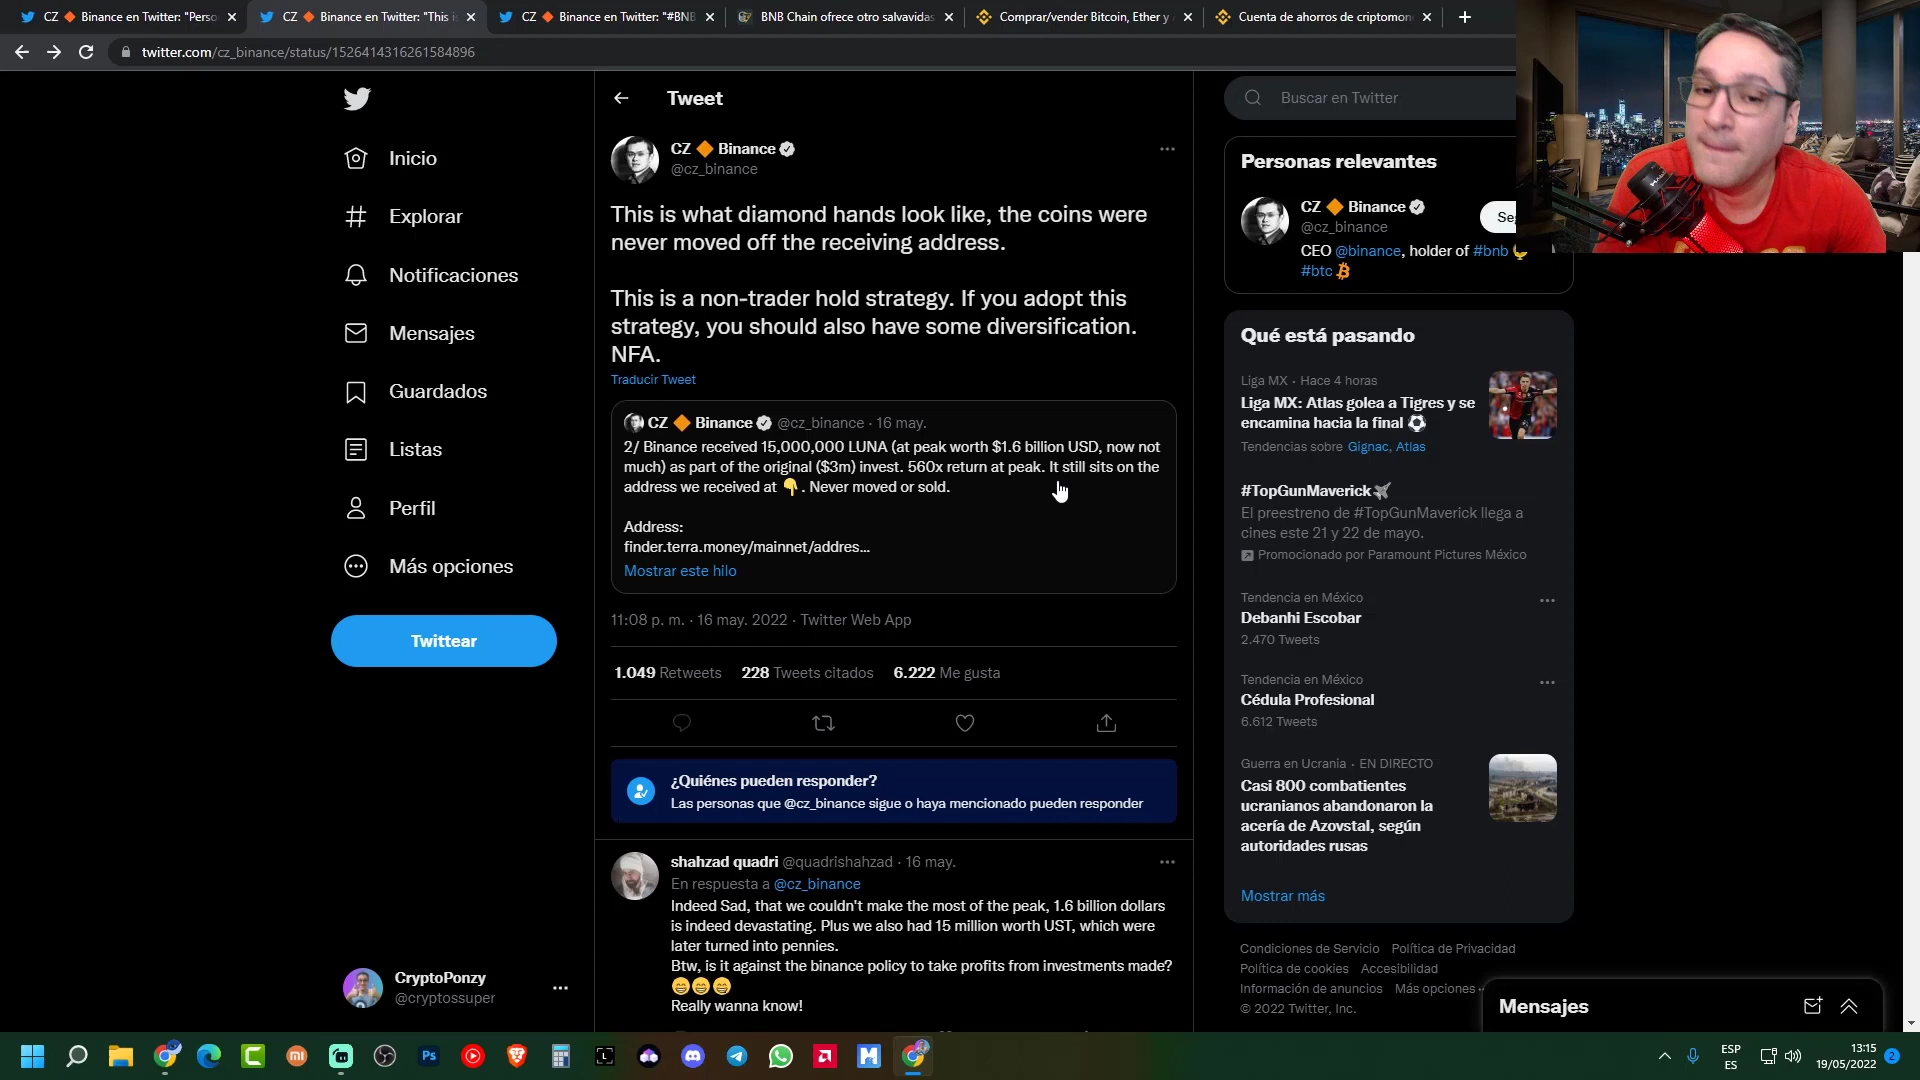 CZ 🔶 Binance en Twitter: "Perso
CZ 🔶 Binance en Twitter: "This is
CZ 🔶 Binance en Twitter: "#BNB
BNB Chain ofrece otro salvavidas
Comprar/vender Bitcoin, Ether y
Cuenta de ahorros de criptomon
twitter.com/cz_binance/status/1526414316261584896
Inicio
Explorar
Notificaciones
Mensajes
Guardados
Listas
Perfil
Más opciones
Twittear
CryptoPonzy
@cryptossuper
Tweet
CZ 🔶 Binance
@cz_binance
This is what diamond hands look like, the coins were
never moved off the receiving address.
This is a non-trader hold strategy. If you adopt this
strategy, you should also have some diversification.
NFA.
Traducir Tweet
CZ 🔶 Binance @cz_binance · 16 may.
2/ Binance received 15,000,000 LUNA (at peak worth $1.6 billion USD, now not
much) as part of the original ($3m) invest. 560x return at peak. It still sits on the
address we received at 👇. Never moved or sold.
Address:
finder.terra.money/mainnet/addres...
Mostrar este hilo
11:08 p. m. · 16 may. 2022 · Twitter Web App
1.049 Retweets 228 Tweets citados 6.222 Me gusta
¿Quiénes pueden responder?
Las personas que @cz_binance sigue o haya mencionado pueden responder
shahzad quadri @quadrishahzad · 16 may.
En respuesta a @cz_binance
Indeed Sad, that we couldn't make the most of the peak, 1.6 billion dollars
is indeed devastating. Plus we also had 15 million worth UST, which were
later turned into pennies.
Btw, is it against the binance policy to take profits from investments made?
😁😁😁
Really wanna know!
Buscar en Twitter
Personas relevantes
CZ 🔶 Binance
@cz_binance
Se
CEO @binance, holder of #bnb
#btc
Qué está pasando
Liga MX · Hace 4 horas
Liga MX: Atlas golea a Tigres y se
encamina hacia la final ⚽
Tendencias sobre Gignac, Atlas
#TopGunMaverick
El preestreno de #TopGunMaverick llega a
cines este 21 y 22 de mayo.
Promocionado por Paramount Pictures México
Tendencia en México
Debanhi Escobar
2.470 Tweets
Tendencia en México
Cédula Profesional
6.612 Tweets
Guerra en Ucrania · EN DIRECTO
Casi 800 combatientes
ucranianos abandonaron la
acería de Azovstal, según
autoridades rusas
Mostrar más
Condiciones de Servicio Política de Privacidad
Política de cookies Accesibilidad
Información de anuncios Más opciones
© 2022 Twitter, Inc.
Mensajes
Ps
ESP
ES
13:15
19/05/2022
2